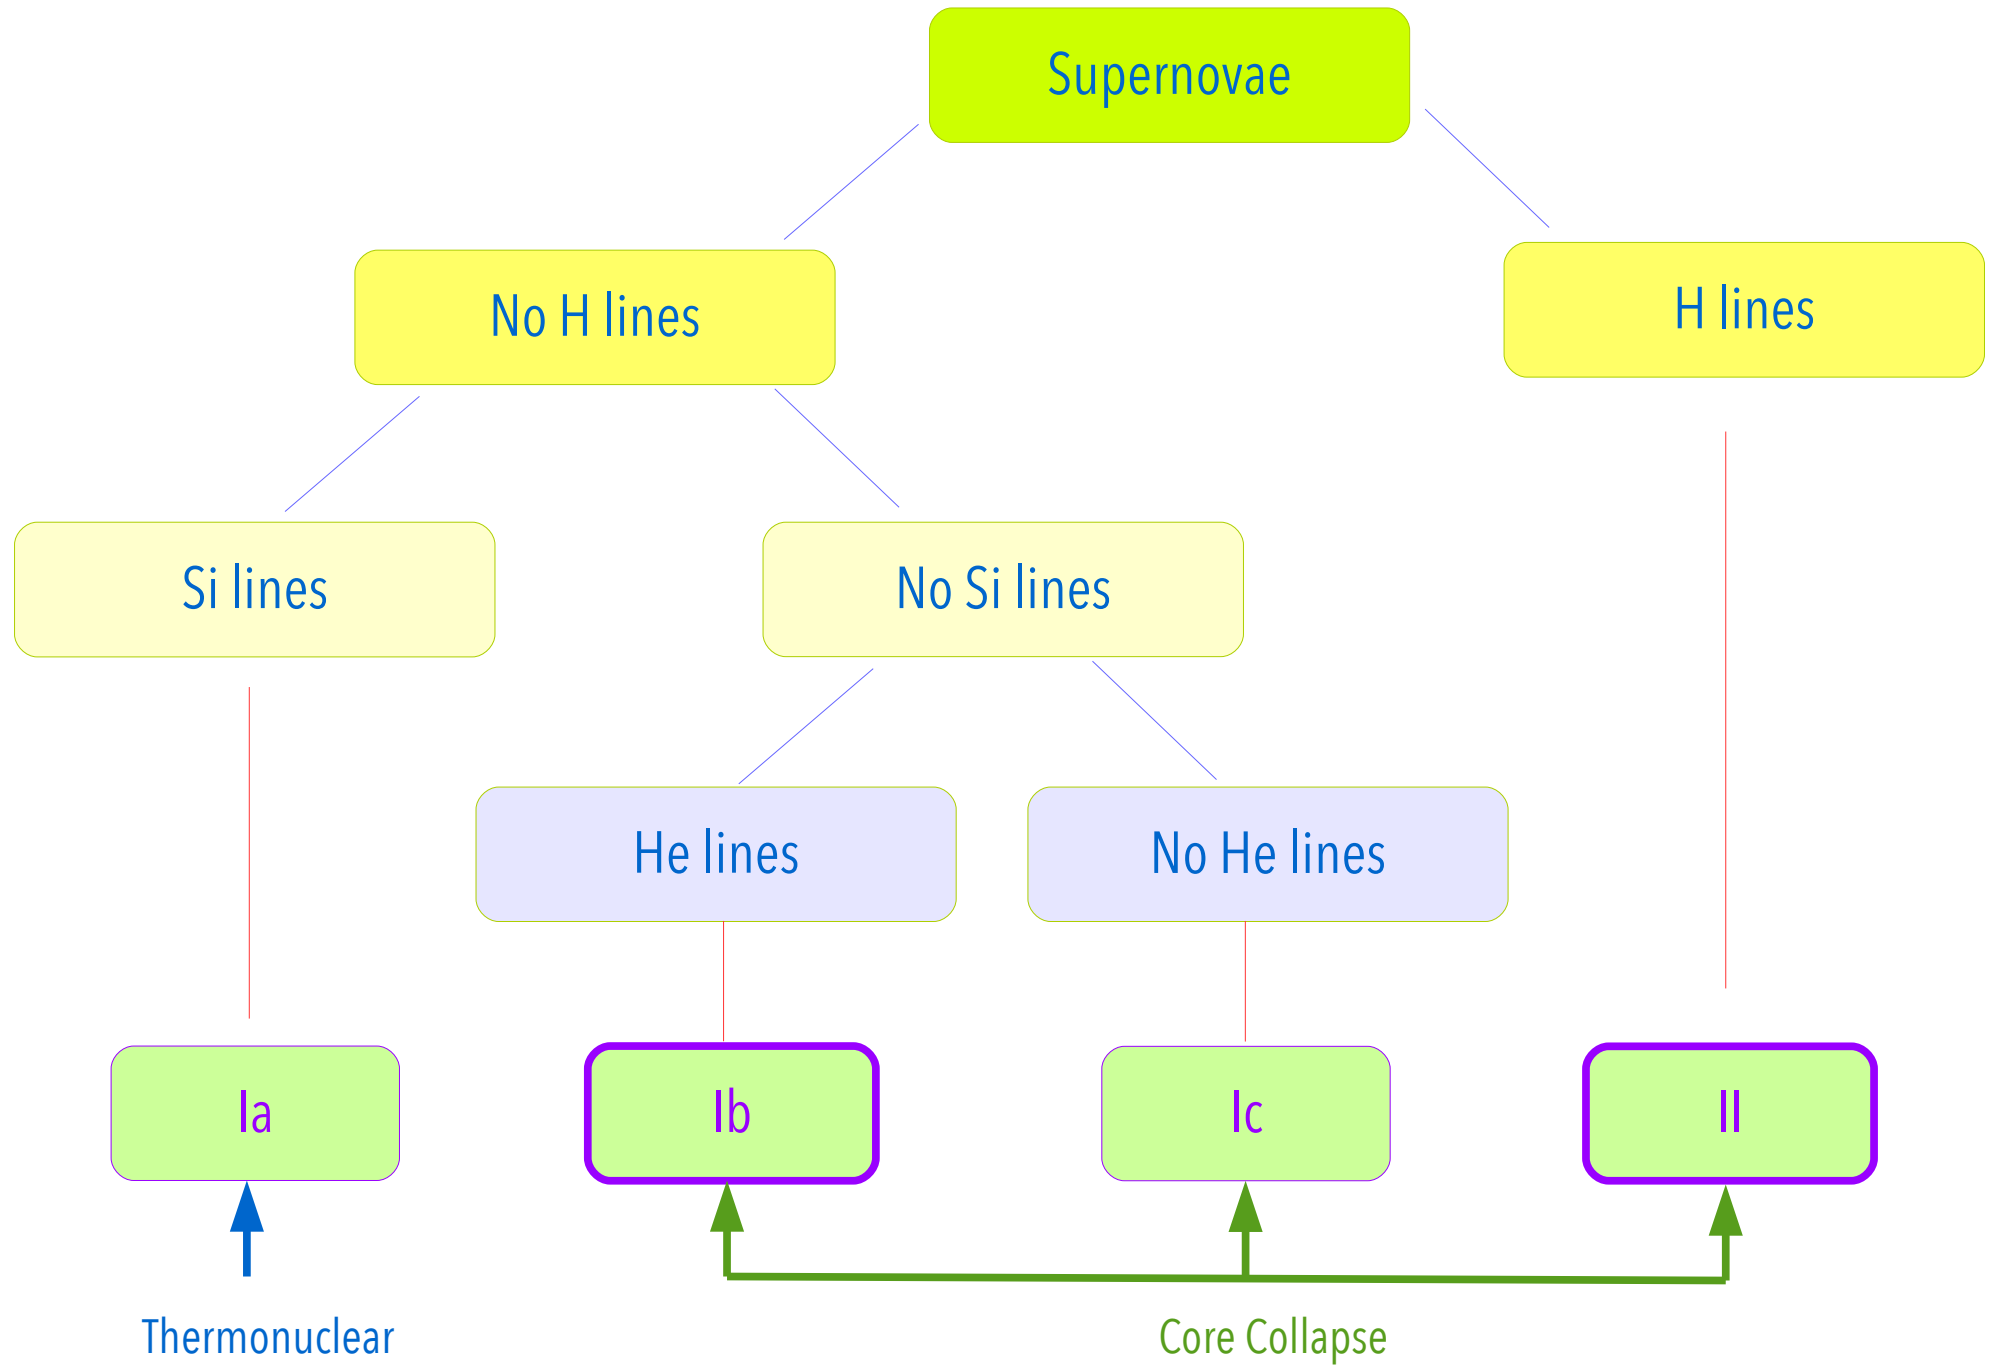 Supernovae
No H lines
H lines
Si lines
No Si lines
He lines
No He lines
Ia
Ib
Ic
II
Thermonuclear
Core Collapse